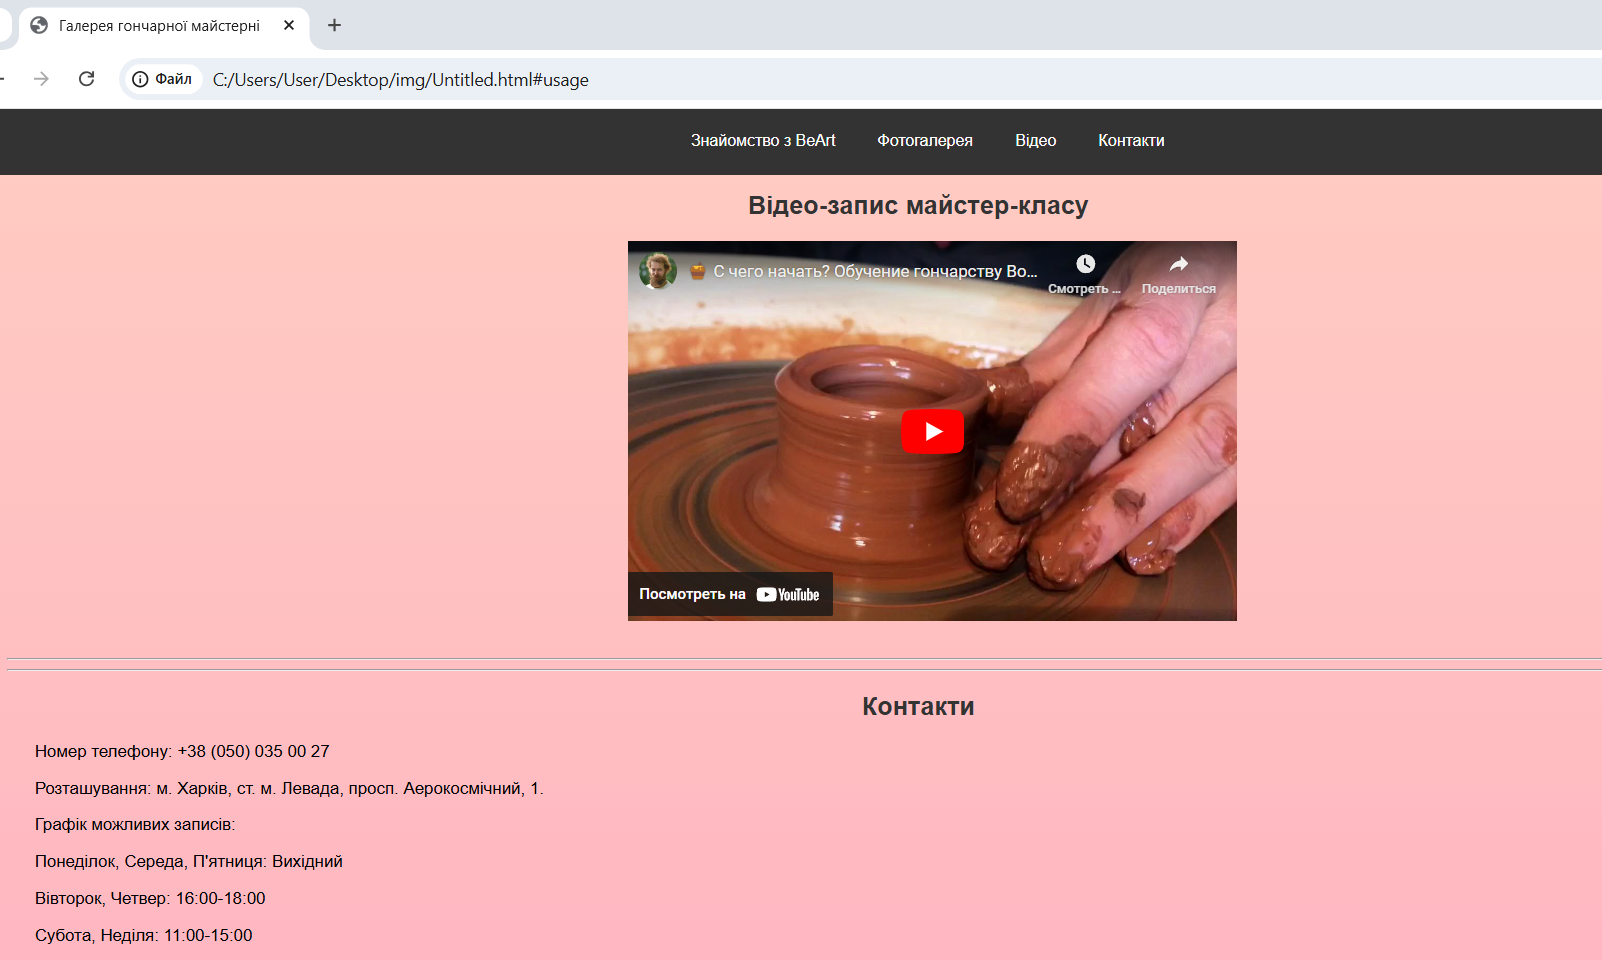 Галерея гончарної майстерні
Файл
C:/Users/User/Desktop/img/Untitled.html#usage
Знайомство з BeArt Фотогалерея Відео Контакти
Відео-запис майстер-класу
С чего начать? Обучение гончарству Во...
Смотреть ...
Поделиться
Посмотреть на YouTube
Контакти
Номер телефону: +38 (050) 035 00 27
Розташування: м. Харків, ст. м. Левада, просп. Аерокосмічний, 1.
Графік можливих записів:
Понеділок, Середа, П'ятниця: Вихідний
Вівторок, Четвер: 16:00-18:00
Субота, Неділя: 11:00-15:00